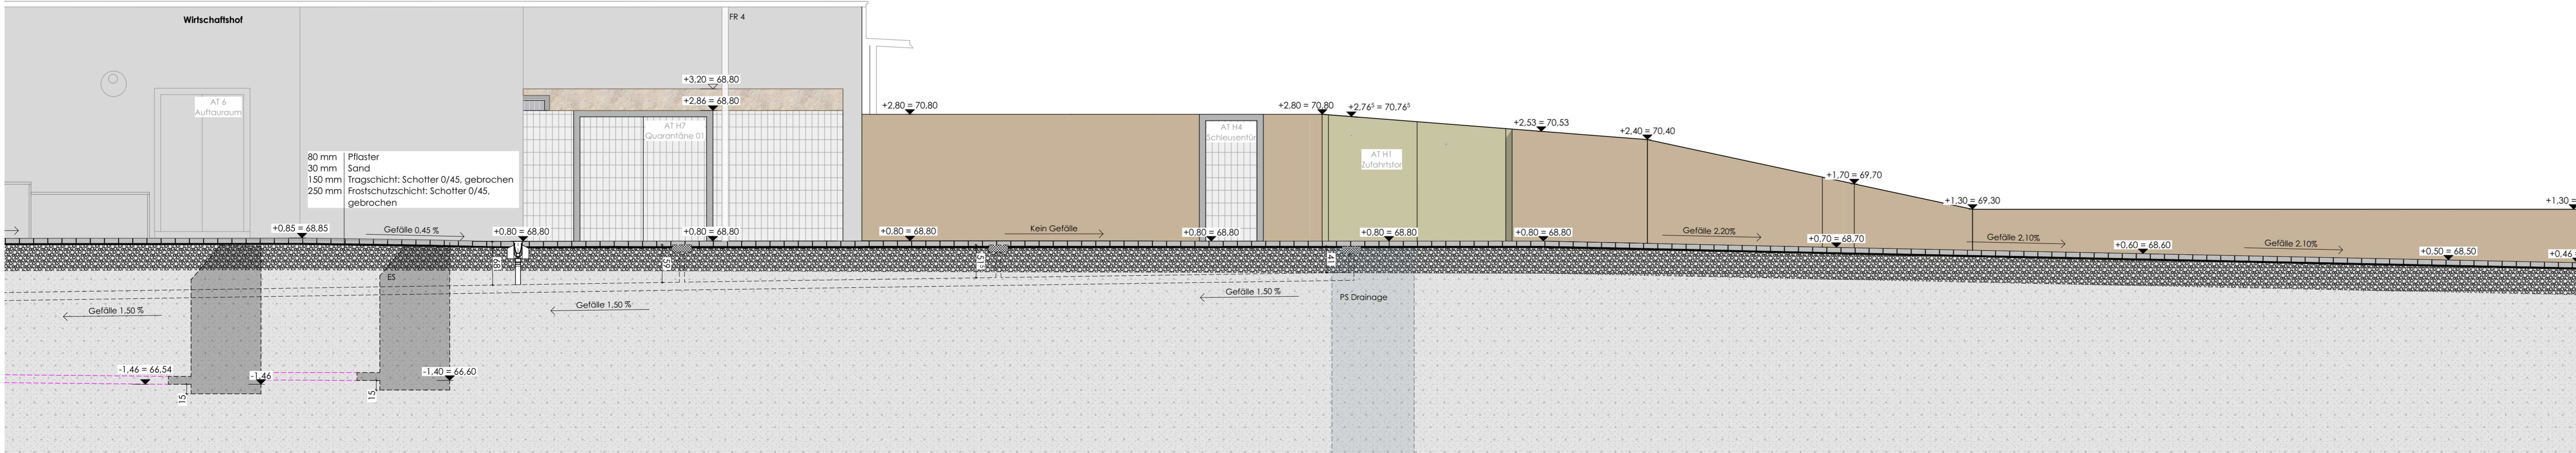 Wirtschaftshof
FR 4
+3,20 = 68,80
+2,86 = 68,80
+2,80 = 70,80
+2,80 = 70,80
+2,76⁵ = 70,76⁵
+2,53 = 70,53
+2,40 = 70,40
+1,70 = 69,70
+1,30 = 69,30
+1,30 =
AT 6
Auftauraum
AT H7
Quarantäne 01
AT H4
Schleusentür
AT H1
Zufahrtstor
80 mm Pflaster
30 mm Sand
150 mm Tragschicht: Schotter 0/45, gebrochen
250 mm Frostschutzschicht: Schotter 0/45,
gebrochen
+0,85 = 68,85
Gefälle 0,45 %
+0,80 = 68,80
+0,80 = 68,80
+0,80 = 68,80
Kein Gefälle
+0,80 = 68,80
+0,80 = 68,80
+0,80 = 68,80
Gefälle 2,20%
+0,70 = 68,70
Gefälle 2,10%
+0,60 = 68,60
Gefälle 2,10%
+0,50 = 68,50
+0,46
ES
PS Drainage
Gefälle 1,50 %
Gefälle 1,50 %
Gefälle 1,50 %
-1,46 = 66,54
-1,46
-1,40 = 66,60
15
15